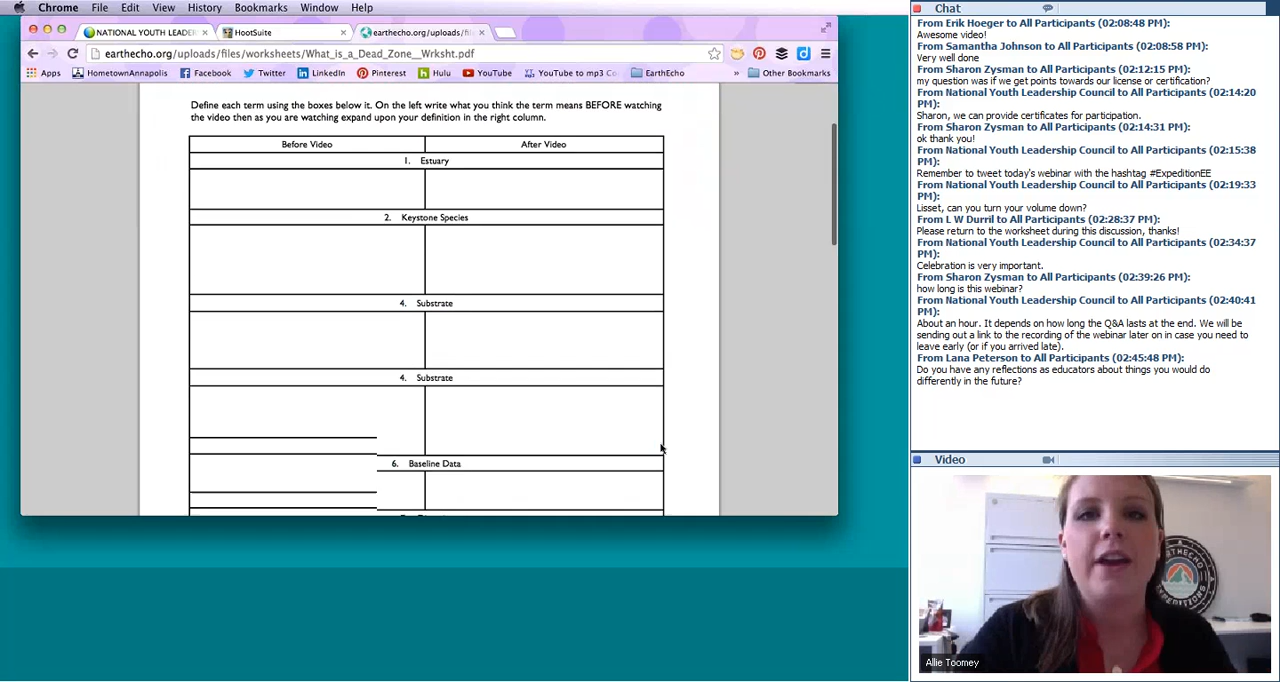 Chrome File Edit View History Bookmarks Window Help
NATIONAL YOUTH LEADER
HootSuite
earthecho.org/uploads/file
earthecho.org/uploads/files/worksheets/What_is_a_Dead_Zone__Wrksht.pdf
Apps HometownAnnapolis Facebook Twitter LinkedIn Pinterest Hulu YouTube YouTube to mp3 Co EarthEcho » Other Bookmarks
Define each term using the boxes below it. On the left write what you think the term means BEFORE watching
the video then as you are watching expand upon your definition in the right column.
Before Video After Video
1. Estuary
2. Keystone Species
4. Substrate
4. Substrate
6. Baseline Data
Chat
From Erik Hoeger to All Participants (02:08:48 PM):
Awesome video!
From Samantha Johnson to All Participants (02:08:58 PM):
Very well done
From Sharon Zysman to All Participants (02:12:15 PM):
my question was if we get points towards our license or certification?
From National Youth Leadership Council to All Participants (02:14:20
PM):
Sharon, we can provide certificates for participation.
From Sharon Zysman to All Participants (02:14:31 PM):
ok thank you!
From National Youth Leadership Council to All Participants (02:15:38
PM):
Remember to tweet today's webinar with the hashtag #ExpeditionEE
From National Youth Leadership Council to All Participants (02:19:33
PM):
Lisset, can you turn your volume down?
From L W Durril to All Participants (02:28:37 PM):
Please return to the worksheet during this discussion, thanks!
From National Youth Leadership Council to All Participants (02:34:37
PM):
Celebration is very important.
From Sharon Zysman to All Participants (02:39:26 PM):
how long is this webinar?
From National Youth Leadership Council to All Participants (02:40:41
PM):
About an hour. It depends on how long the Q&A lasts at the end. We will be
sending out a link to the recording of the webinar later on in case you need to
leave early (or if you arrived late).
From Lana Peterson to All Participants (02:45:48 PM):
Do you have any reflections as educators about things you would do
differently in the future?
Video
EXPEDITIONS
Allie Toomey